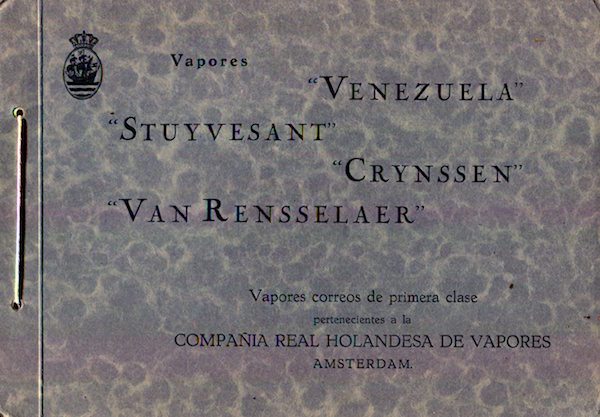 Vapores
“VENEZUELA”
“STUYVESANT”
“CRYNSSEN”
“VAN RENSSELAER”
Vapores correos de primera clase
pertenecientes a la
COMPAÑIA REAL HOLANDESA DE VAPORES
AMSTERDAM.